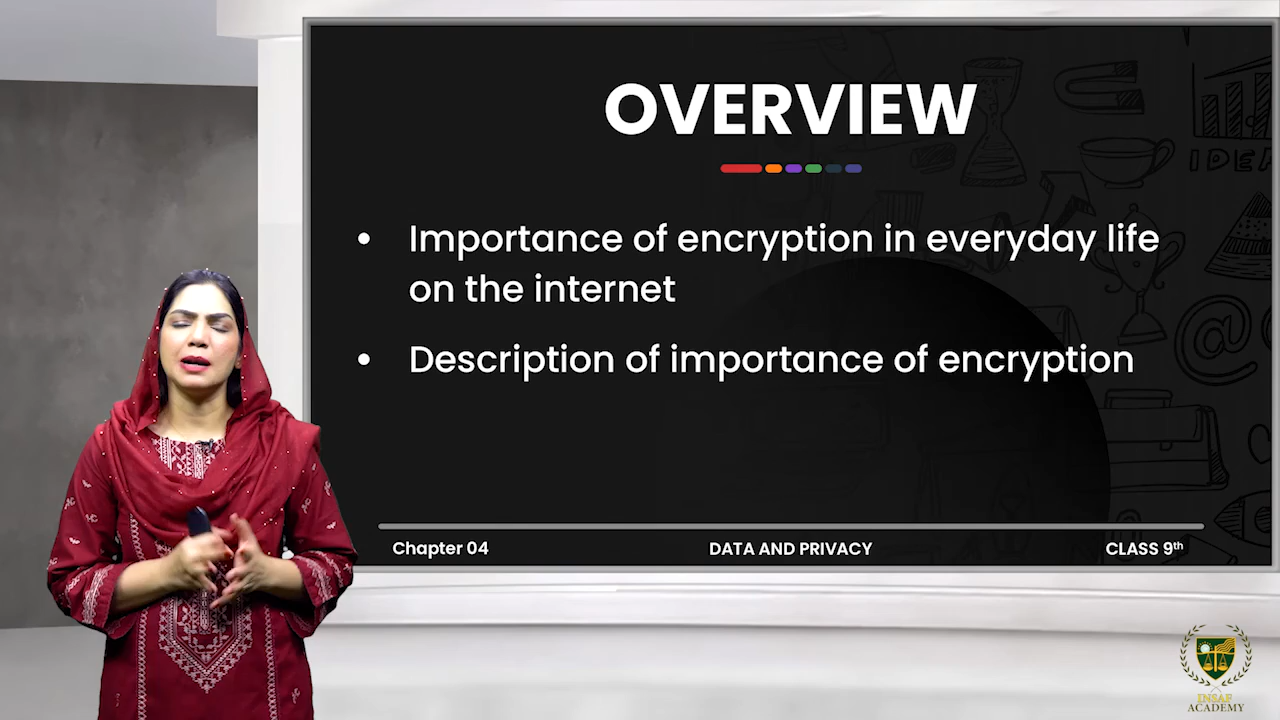 OVERVIEW
• Importance of encryption in everyday life
on the internet
• Description of importance of encryption
Chapter 04
DATA AND PRIVACY
CLASS 9th
IDEA
INSAF
ACADEMY